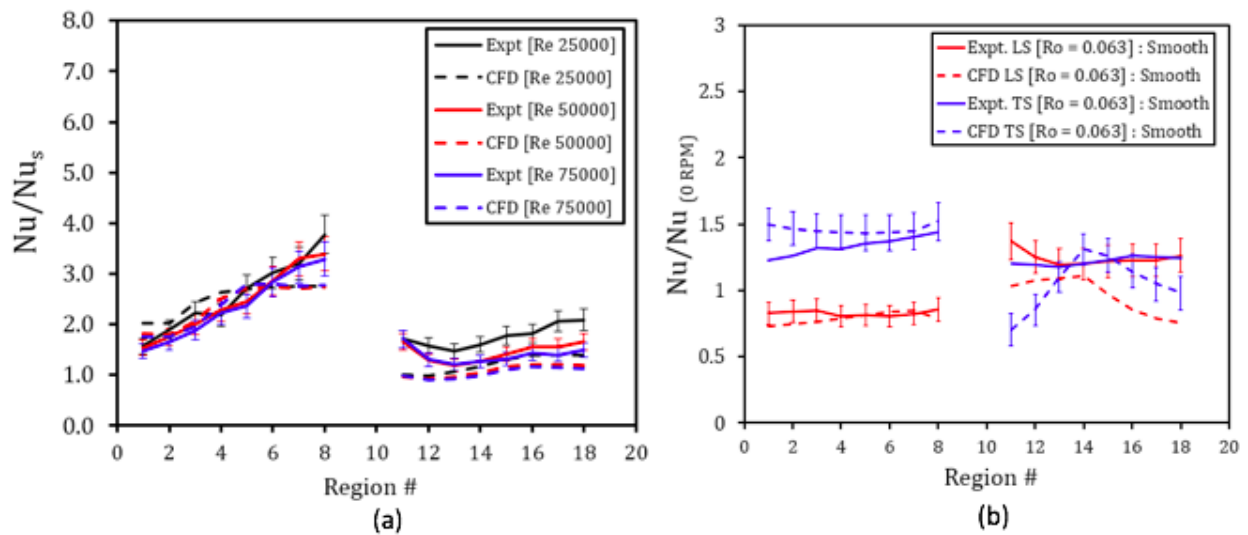 8.0
7.0
6.0
5.0
4.0
3.0
2.0
1.0
0.0
Nu/Nus
Expt [Re 25000]
CFD [Re 25000]
Expt [Re 50000]
CFD [Re 50000]
Expt [Re 75000]
CFD [Re 75000]
0 2 4 6 8 10 12 14 16 18 20
Region #
(a)
3
2.5
2
1.5
1
0.5
0
Nu/Nu (0 RPM)
Expt. LS [Ro = 0.063] : Smooth
CFD LS [Ro = 0.063] : Smooth
Expt. TS [Ro = 0.063] : Smooth
CFD TS [Ro = 0.063] : Smooth
0 2 4 6 8 10 12 14 16 18 20
Region #
(b)